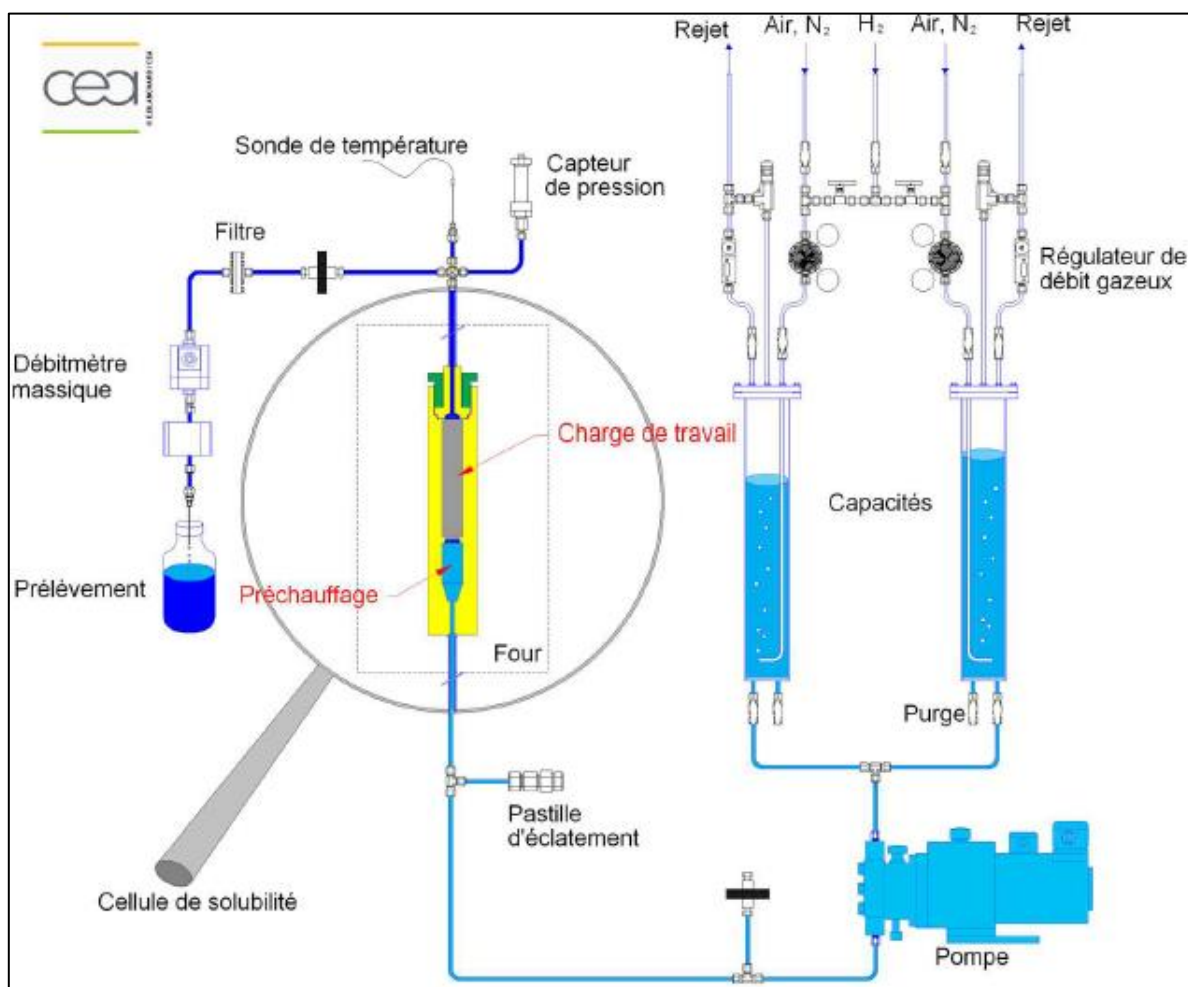 Rejet
Air, N₂
H₂
Air, N₂
Rejet
cea
Sonde de température
Capteur
de pression
Filtre
Régulateur de
débit gazeux
Débitmètre
massique
Charge de travail
Capacités
Prélévement
Préchauffage
Four
Purge
Pastille
d'éclatement
Cellule de solubilité
Pompe